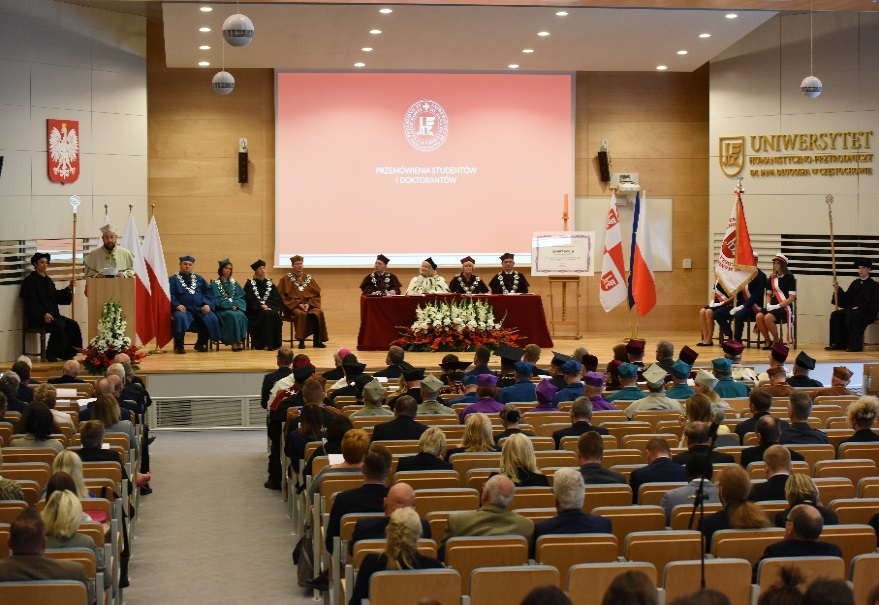 PRZEMÓWIENIA STUDENTÓW
I DOKTORANTÓW
UNIWERSYTET
HUMANISTYCZNO-PRZYRODNICZY
IM. JANA DŁUGOSZA W CZĘSTOCHOWIE